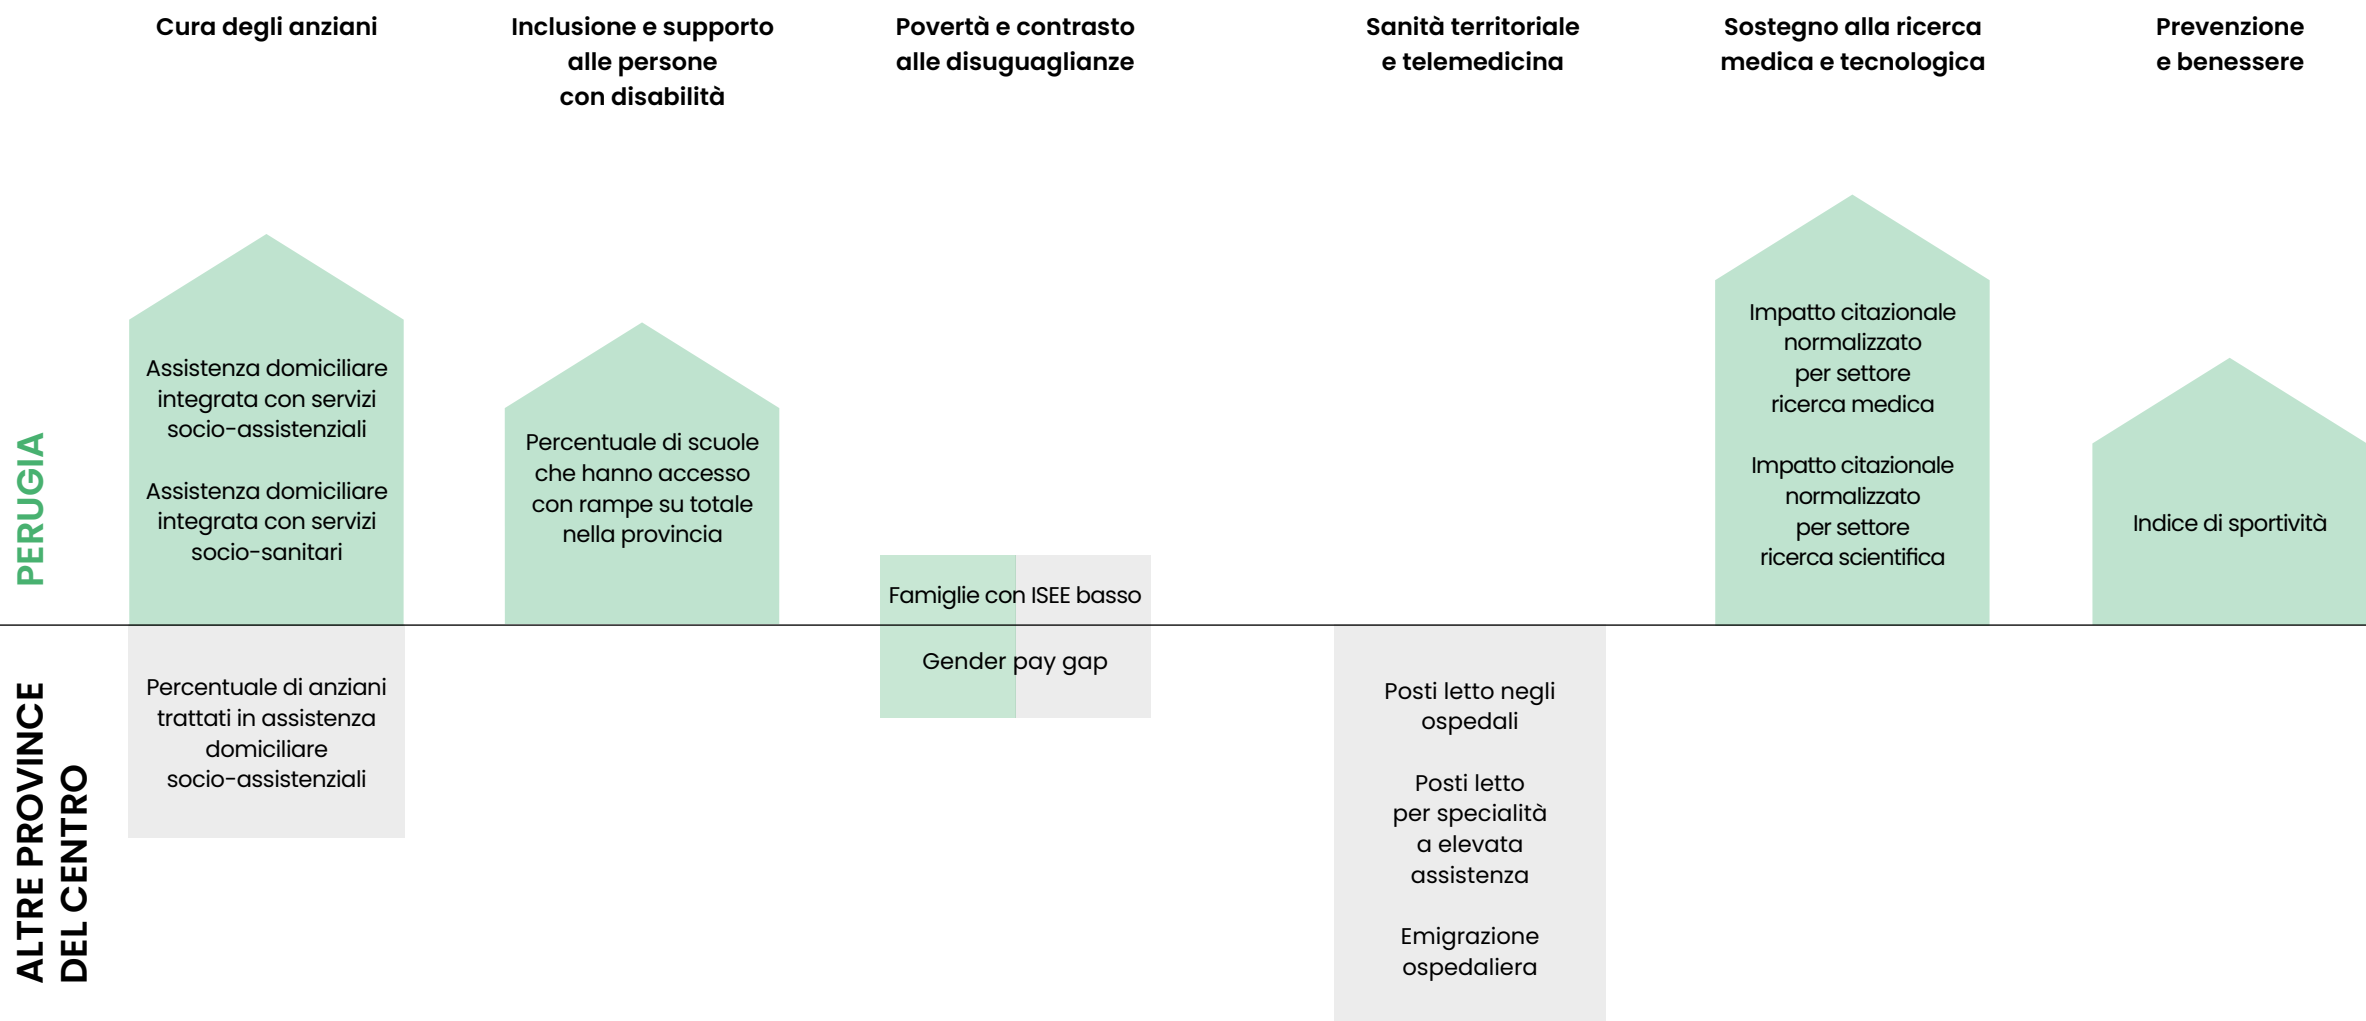 Cura degli anziani
Inclusione e supporto
alle persone
con disabilità
Povertà e contrasto
alle disuguaglianze
Sanità territoriale
e telemedicina
Sostegno alla ricerca
medica e tecnologica
Prevenzione
e benessere
PERUGIA
Assistenza domiciliare
integrata con servizi
socio-assistenziali
Assistenza domiciliare
integrata con servizi
socio-sanitari
Percentuale di scuole
che hanno accesso
con rampe su totale
nella provincia
Famiglie con ISEE basso
Gender pay gap
Impatto citazionale
normalizzato
per settore
ricerca medica
Impatto citazionale
normalizzato
per settore
ricerca scientifica
Indice di sportività
ALTRE PROVINCE
DEL CENTRO
Percentuale di anziani
trattati in assistenza
domiciliare
socio-assistenziali
Posti letto negli
ospedali
Posti letto
per specialità
a elevata
assistenza
Emigrazione
ospedaliera